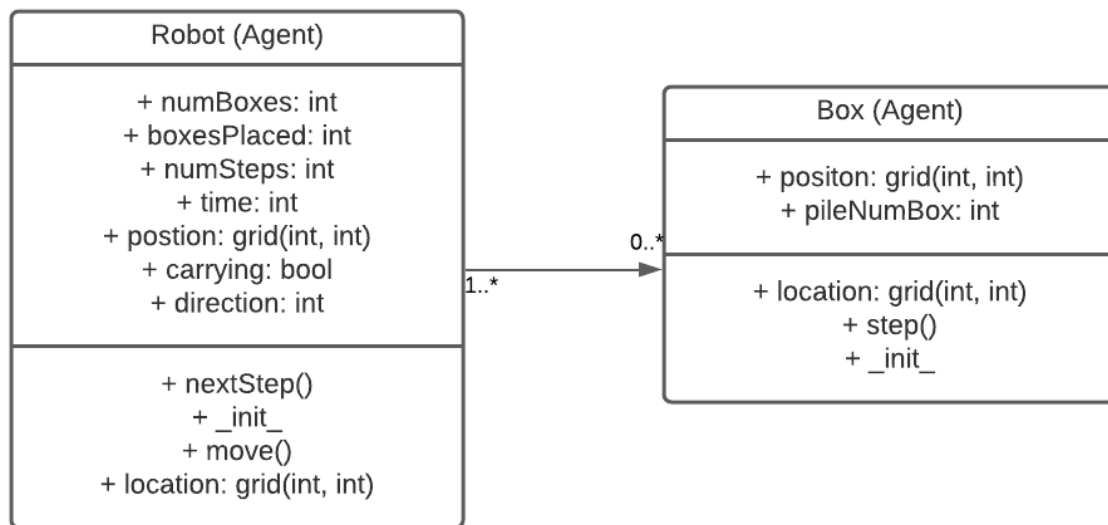 Robot (Agent)
+ numBoxes: int
+ boxesPlaced: int
+ numSteps: int
+ time: int
+ postion: grid(int, int)
+ carrying: bool
+ direction: int
+ nextStep()
+ _init_
+ move()
+ location: grid(int, int)
1..*
0..*
Box (Agent)
+ positon: grid(int, int)
+ pileNumBox: int
+ location: grid(int, int)
+ step()
+ _init_